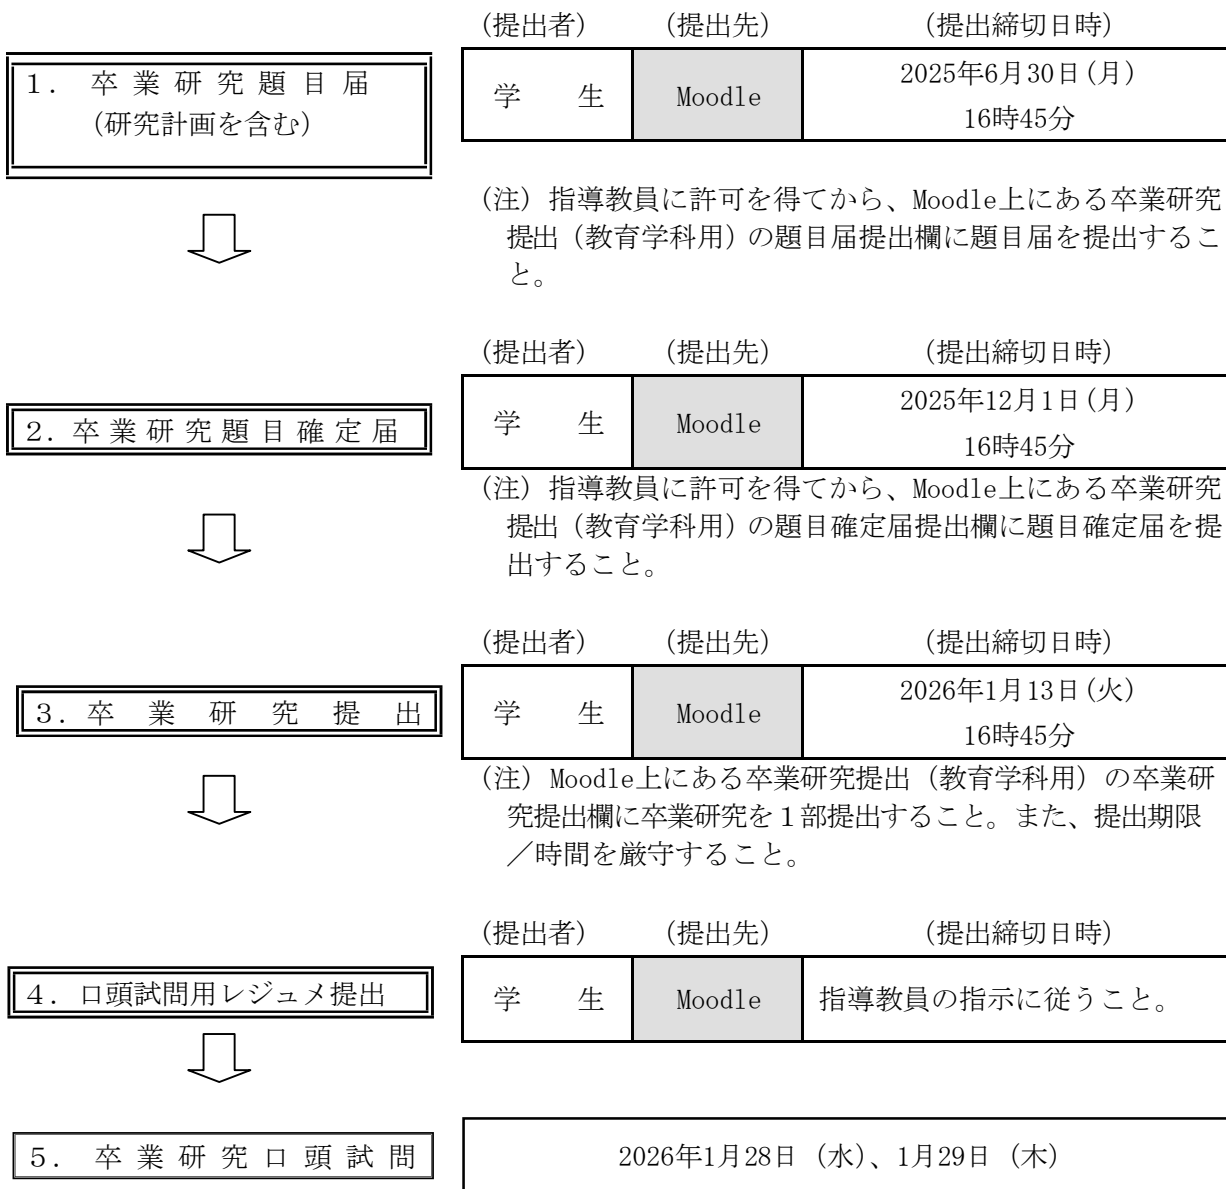 (提出者) (提出先) (提出締切日時)
1. 卒業研究題目届
(研究計画を含む)
学 生 Moodle 2025年6月30日(月)
16時45分
(注) 指導教員に許可を得てから、Moodle上にある卒業研究
提出(教育学科用)の題目届提出欄に題目届を提出するこ
と。
(提出者) (提出先) (提出締切日時)
2. 卒業研究題目確定届
学 生 Moodle 2025年12月1日(月)
16時45分
(注) 指導教員に許可を得てから、Moodle上にある卒業研究
提出(教育学科用)の題目確定届提出欄に題目確定届を提
出すること。
(提出者) (提出先) (提出締切日時)
3. 卒業研究提出
学 生 Moodle 2026年1月13日(火)
16時45分
(注) Moodle上にある卒業研究提出(教育学科用)の卒業研
究提出欄に卒業研究を1部提出すること。また、提出期限
/時間を厳守すること。
(提出者) (提出先) (提出締切日時)
4. 口頭試問用レジュメ提出
学 生 Moodle 指導教員の指示に従うこと。
5. 卒業研究口頭試問
2026年1月28日(水)、1月29日(木)